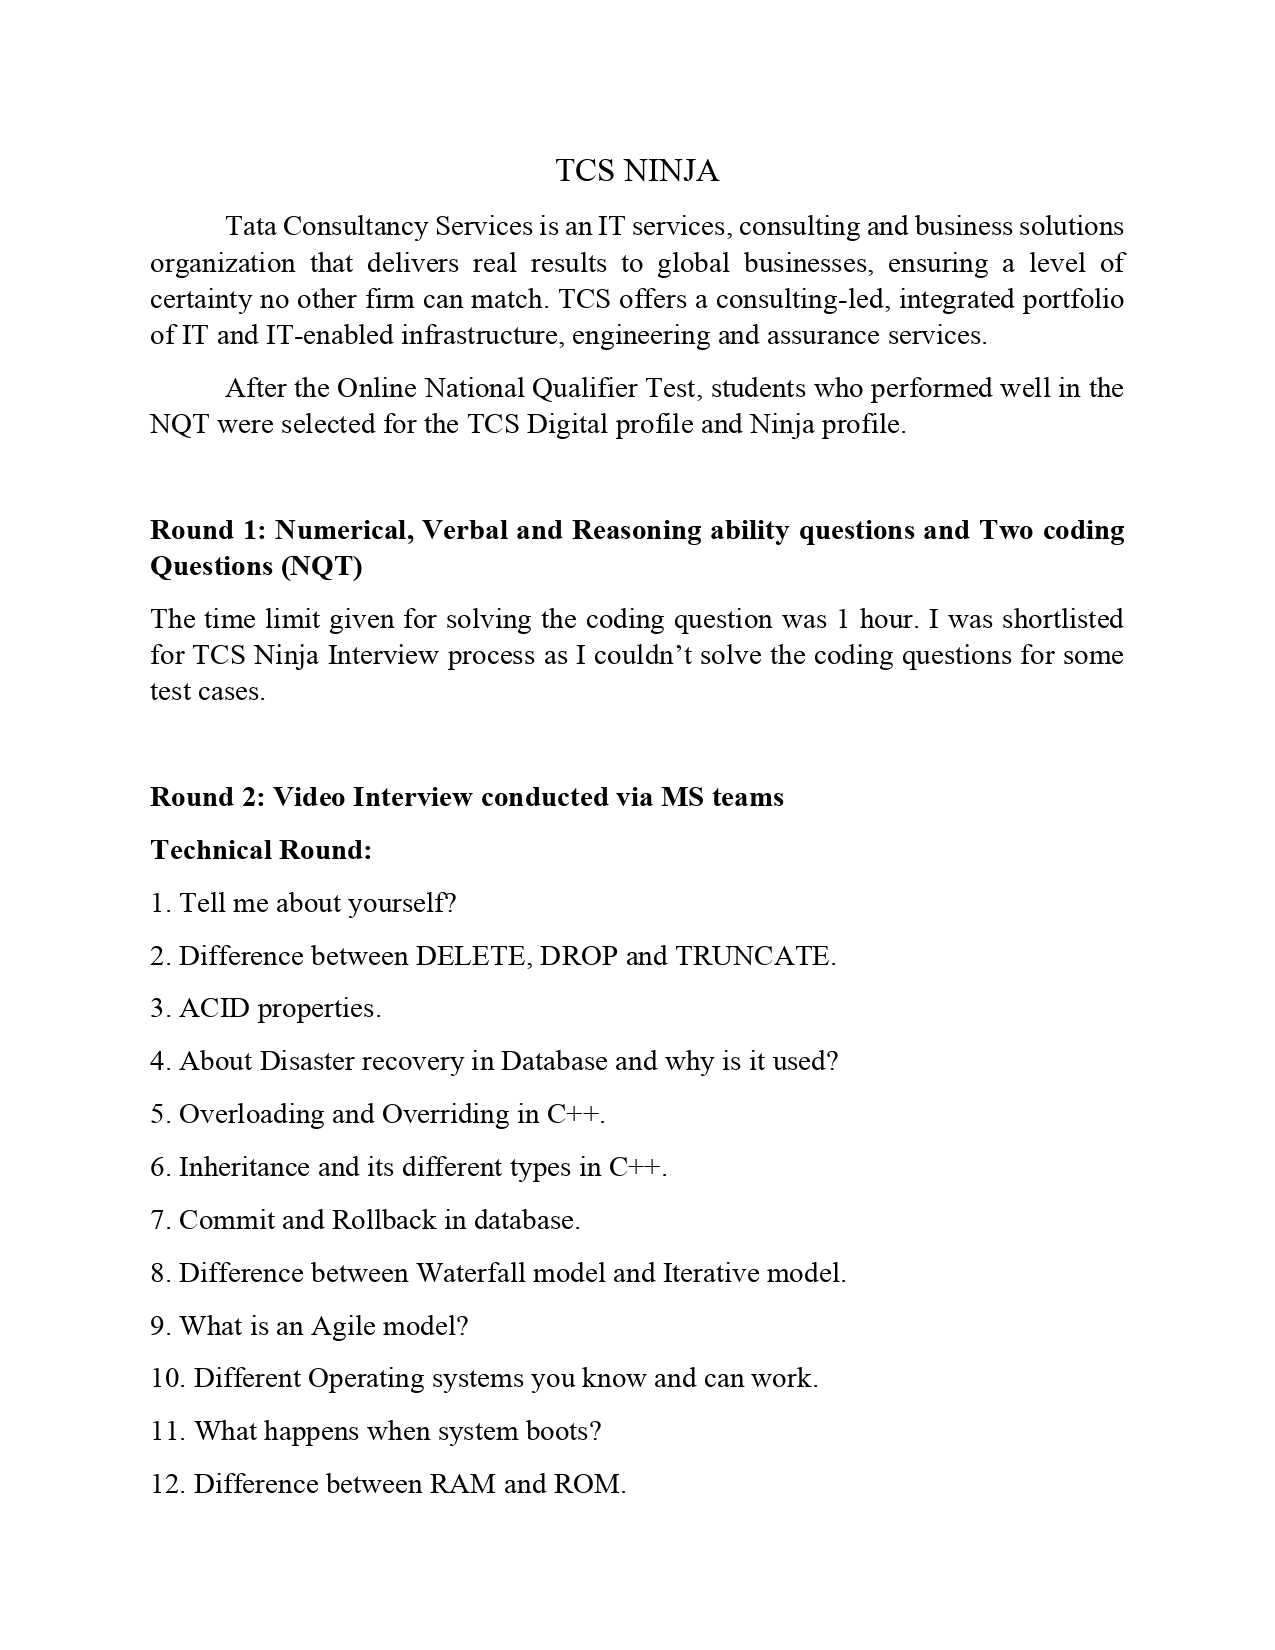 TCS NINJA
Tata Consultancy Services is an IT services, consulting and business solutions
organization that delivers real results to global businesses, ensuring a level of
certainty no other firm can match. TCS offers a consulting-led, integrated portfolio
of IT and IT-enabled infrastructure, engineering and assurance services.
After the Online National Qualifier Test, students who performed well in the
NQT were selected for the TCS Digital profile and Ninja profile.
Round 1: Numerical, Verbal and Reasoning ability questions and Two coding
Questions (NQT)
The time limit given for solving the coding question was 1 hour. I was shortlisted
for TCS Ninja Interview process as I couldn’t solve the coding questions for some
test cases.
Round 2: Video Interview conducted via MS teams
Technical Round:
1. Tell me about yourself?
2. Difference between DELETE, DROP and TRUNCATE.
3. ACID properties.
4. About Disaster recovery in Database and why is it used?
5. Overloading and Overriding in C++.
6. Inheritance and its different types in C++.
7. Commit and Rollback in database.
8. Difference between Waterfall model and Iterative model.
9. What is an Agile model?
10. Different Operating systems you know and can work.
11. What happens when system boots?
12. Difference between RAM and ROM.